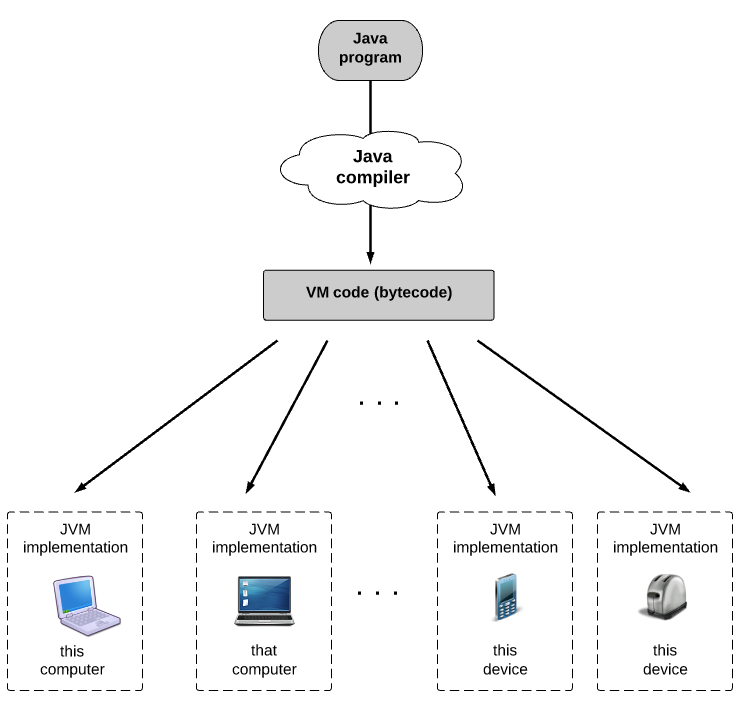 Java
program
Java
compiler
VM code (bytecode)
. . .
JVM
implementation
this
computer
JVM
implementation
that
computer
. . .
JVM
implementation
this
device
JVM
implementation
this
device